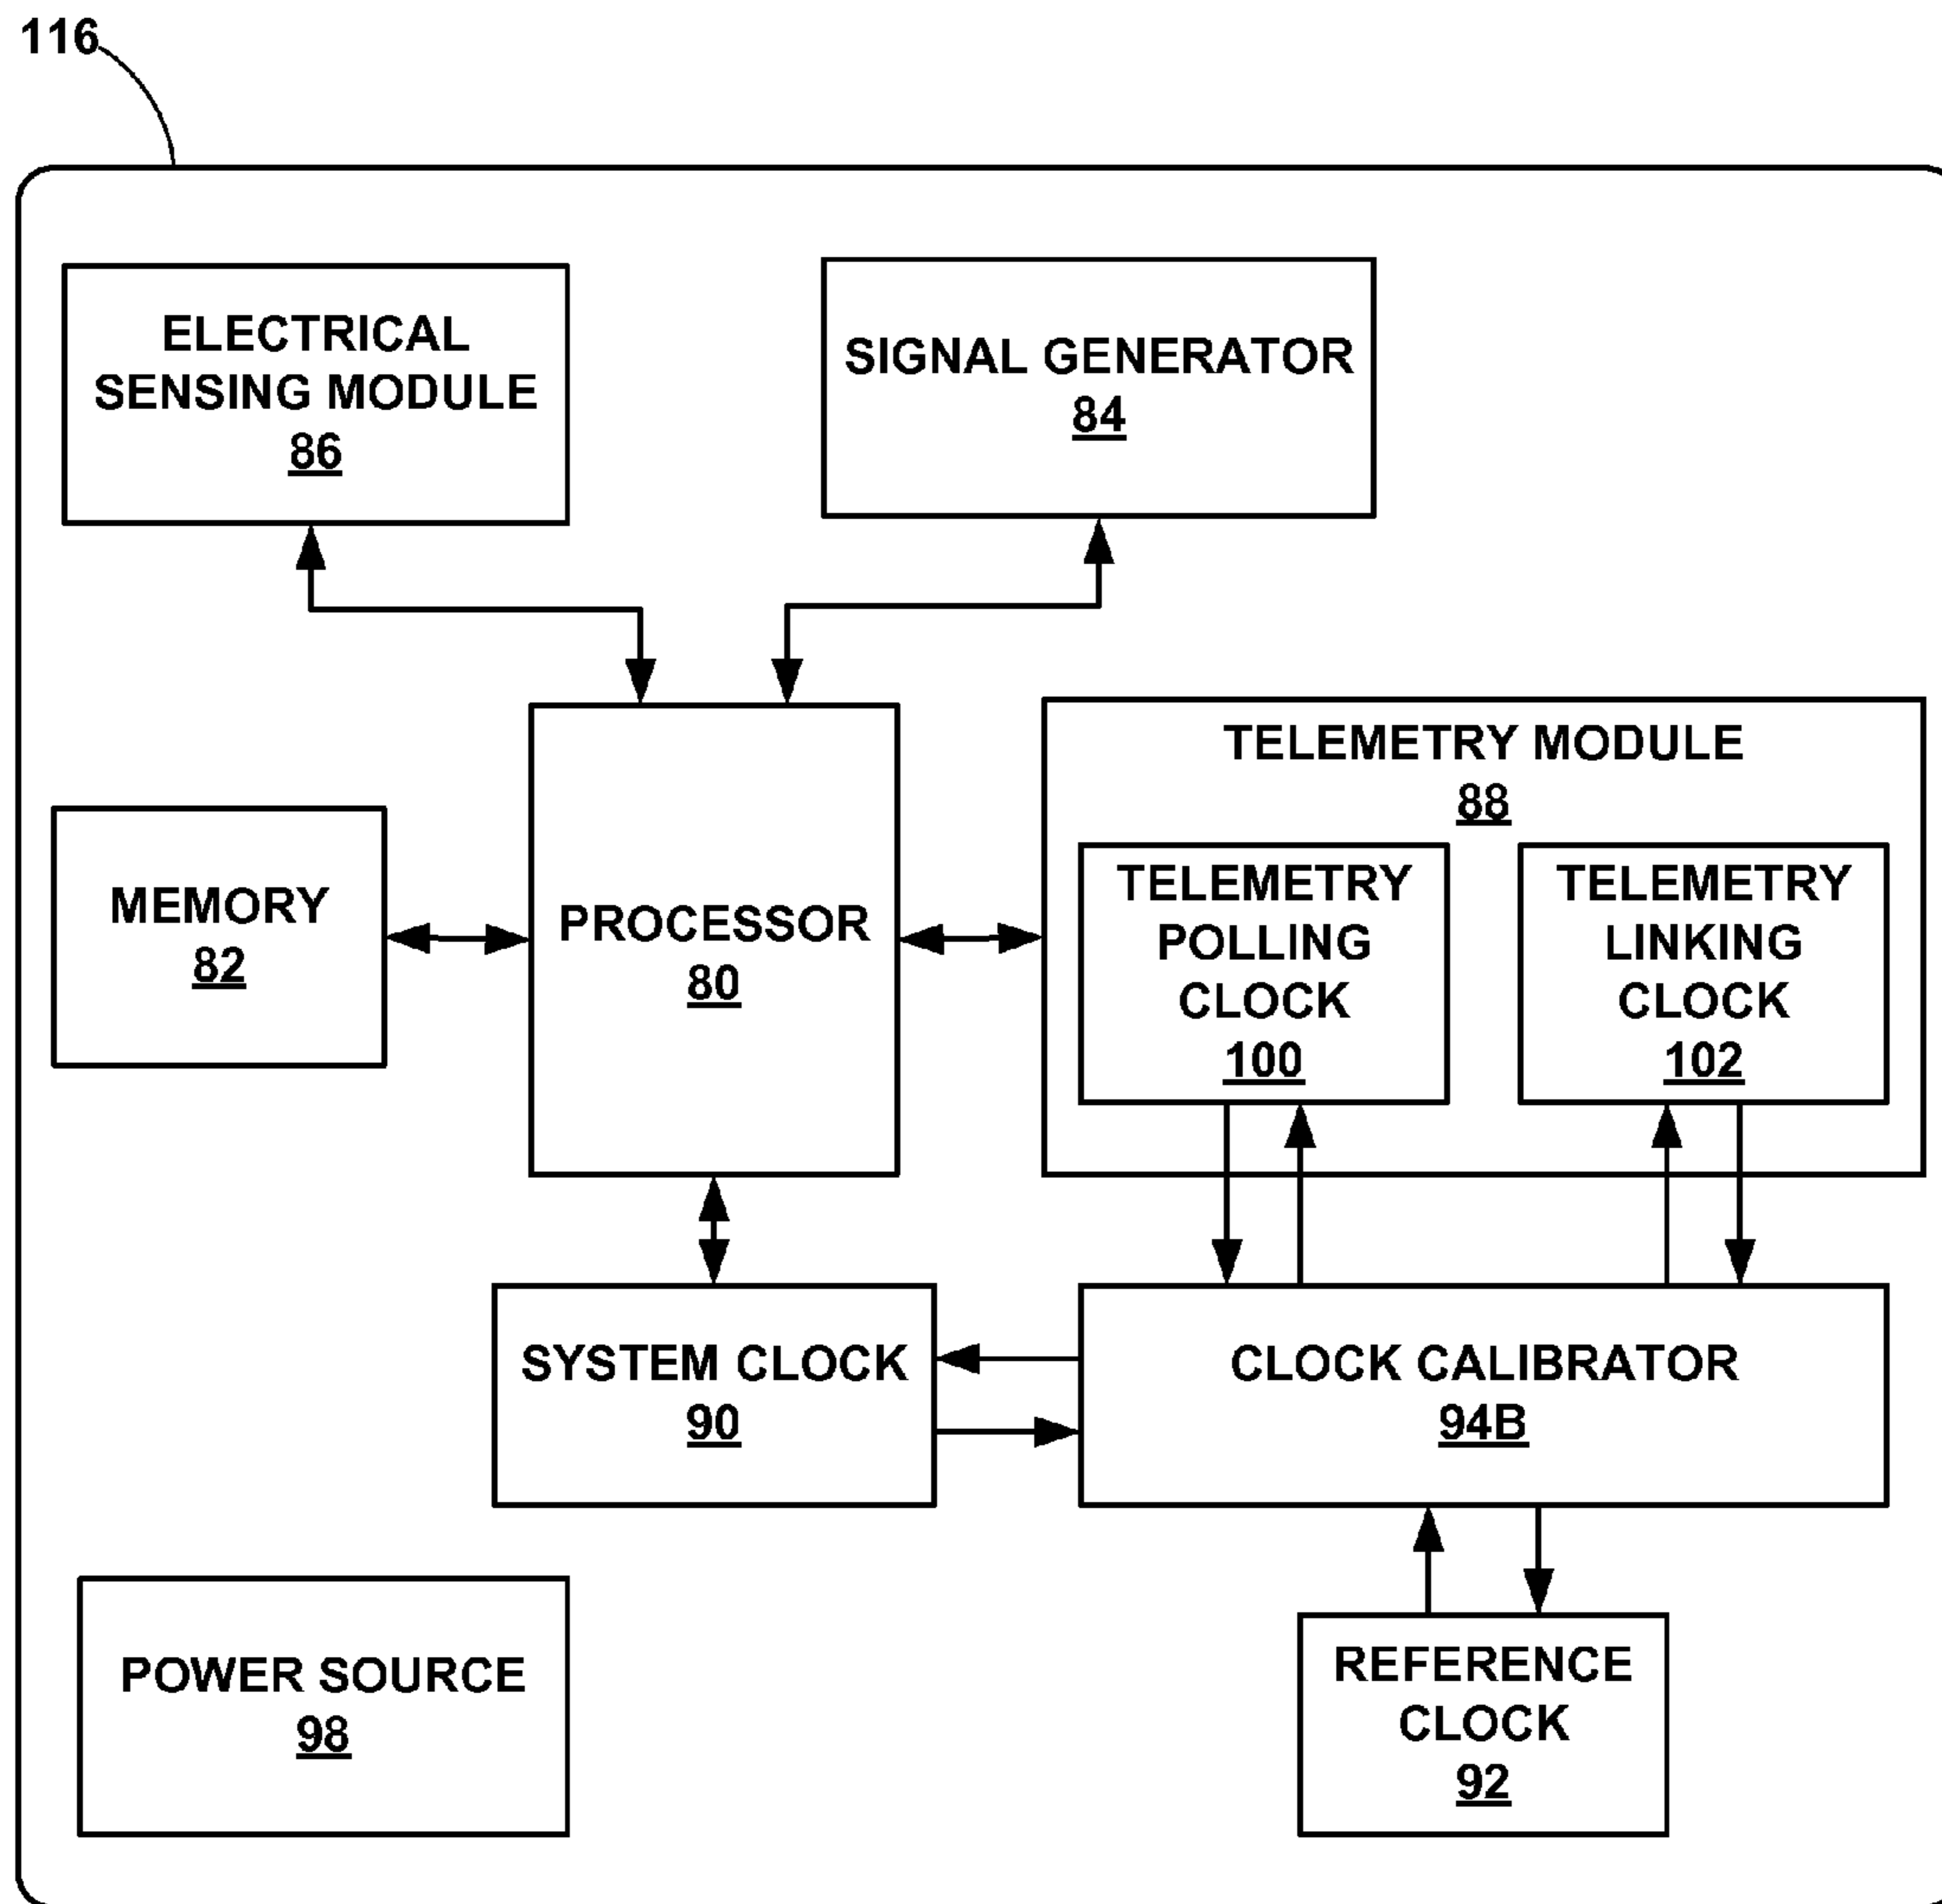 116
ELECTRICAL
SENSING MODULE
86
SIGNAL GENERATOR
84
TELEMETRY MODULE
88
MEMORY
82
PROCESSOR
80
TELEMETRY
POLLING
CLOCK
100
TELEMETRY
LINKING
CLOCK
102
SYSTEM CLOCK
90
CLOCK CALIBRATOR
94B
POWER SOURCE
98
REFERENCE
CLOCK
92